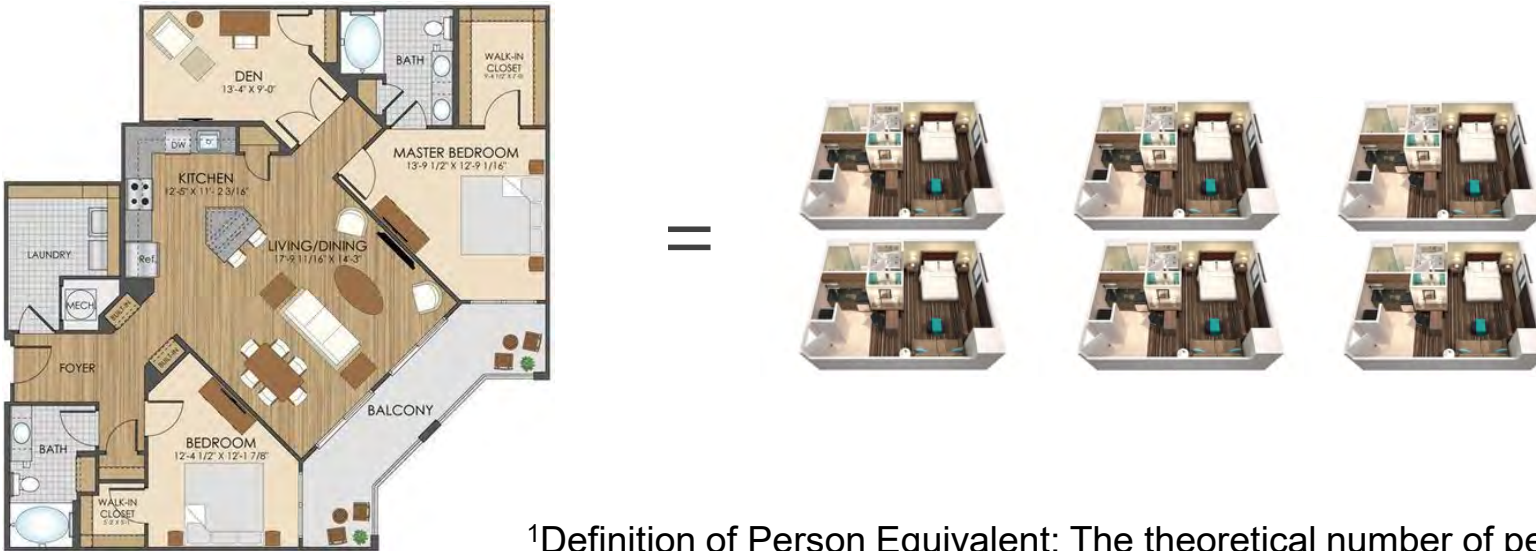 DEN
13'-4" X 9'-0"
BATH
WALK-IN
CLOSET
DW
KITCHEN
12'-5" X 11'- 2 3/16"
MASTER BEDROOM
13'-9 1/2" X 12'-9 1/16"
LAUNDRY
Ref.
LIVING/DINING
17'-9 11/16" X 14'-3"
MECH.
BUILT-IN
BUILT-IN
FOYER
BALCONY
BATH
BEDROOM
12'-4 1/2" X 12'-1 7/8"
WALK-IN
CLOSET
=
¹Definition of Person Equivalent: The theoretical number of pe